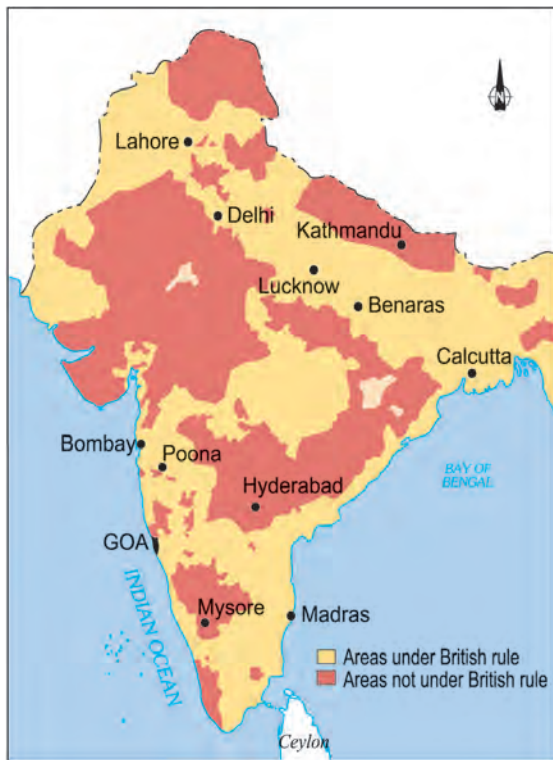 N
Lahore
Delhi
Kathmandu
Lucknow
Benaras
Calcutta
Bombay
Poona
BAY OF
BENGAL
Hyderabad
GOA
INDIAN OCEAN
Mysore
Madras
Areas under British rule
Areas not under British rule
Ceylon